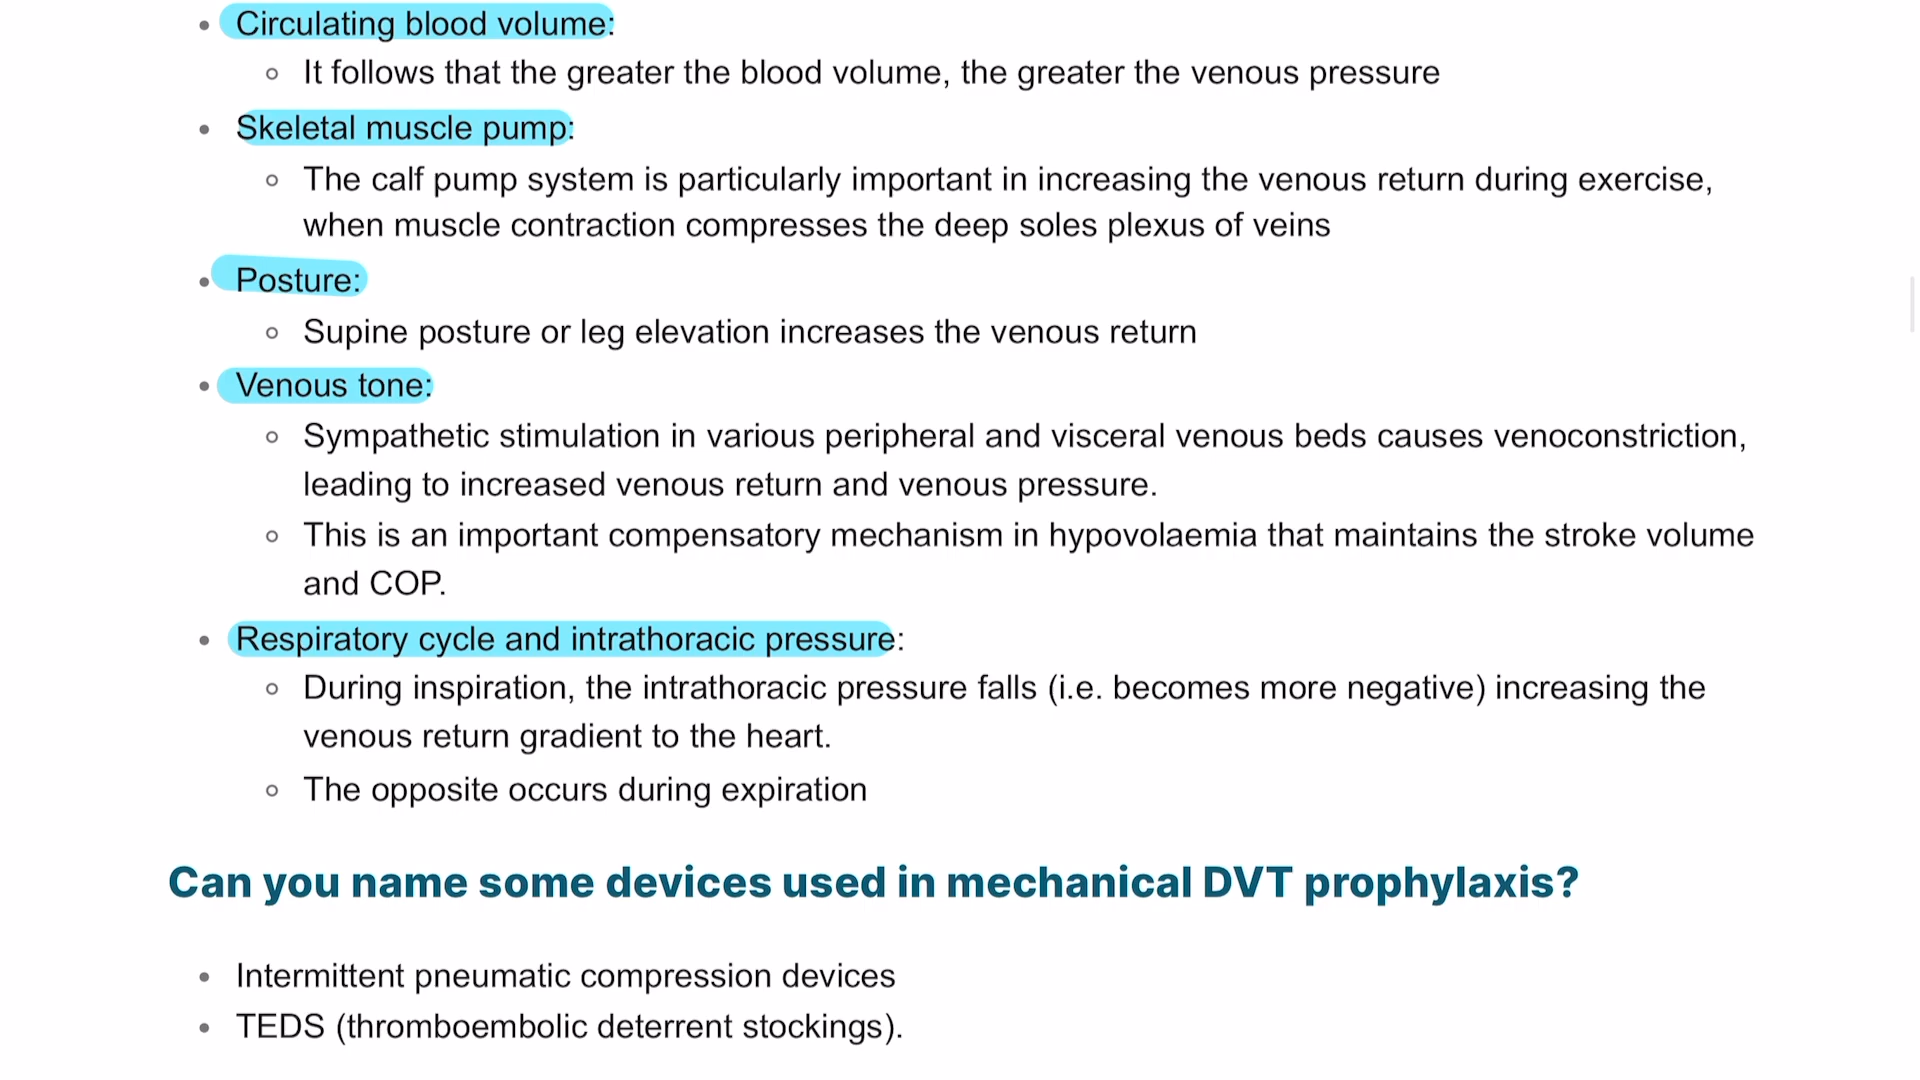 Circulating blood volume:
It follows that the greater the blood volume, the greater the venous pressure
Skeletal muscle pump:
The calf pump system is particularly important in increasing the venous return during exercise,
when muscle contraction compresses the deep soles plexus of veins
Posture:
Supine posture or leg elevation increases the venous return
Venous tone:
Sympathetic stimulation in various peripheral and visceral venous beds causes venoconstriction,
leading to increased venous return and venous pressure.
This is an important compensatory mechanism in hypovolaemia that maintains the stroke volume
and COP.
Respiratory cycle and intrathoracic pressure:
During inspiration, the intrathoracic pressure falls (i.e. becomes more negative) increasing the
venous return gradient to the heart.
The opposite occurs during expiration
Can you name some devices used in mechanical DVT prophylaxis?
Intermittent pneumatic compression devices
TEDS (thromboembolic deterrent stockings).